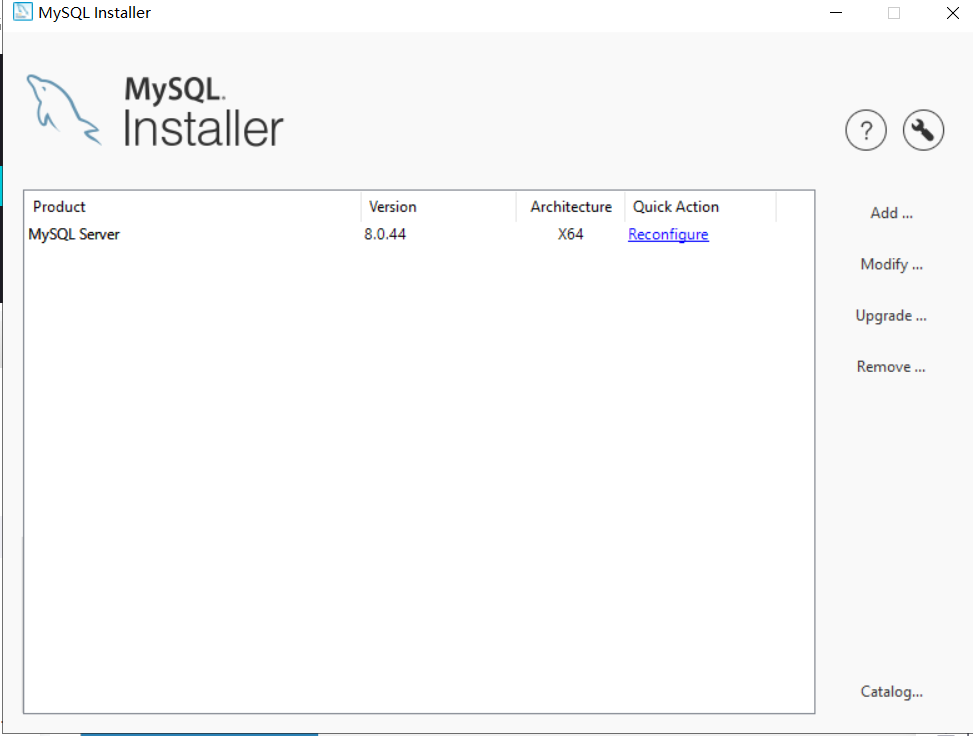 MySQL Installer
MySQL.
Installer
?
Product Version Architecture Quick Action
MySQL Server 8.0.44 X64 Reconfigure
Add ...
Modify ...
Upgrade ...
Remove ...
Catalog...